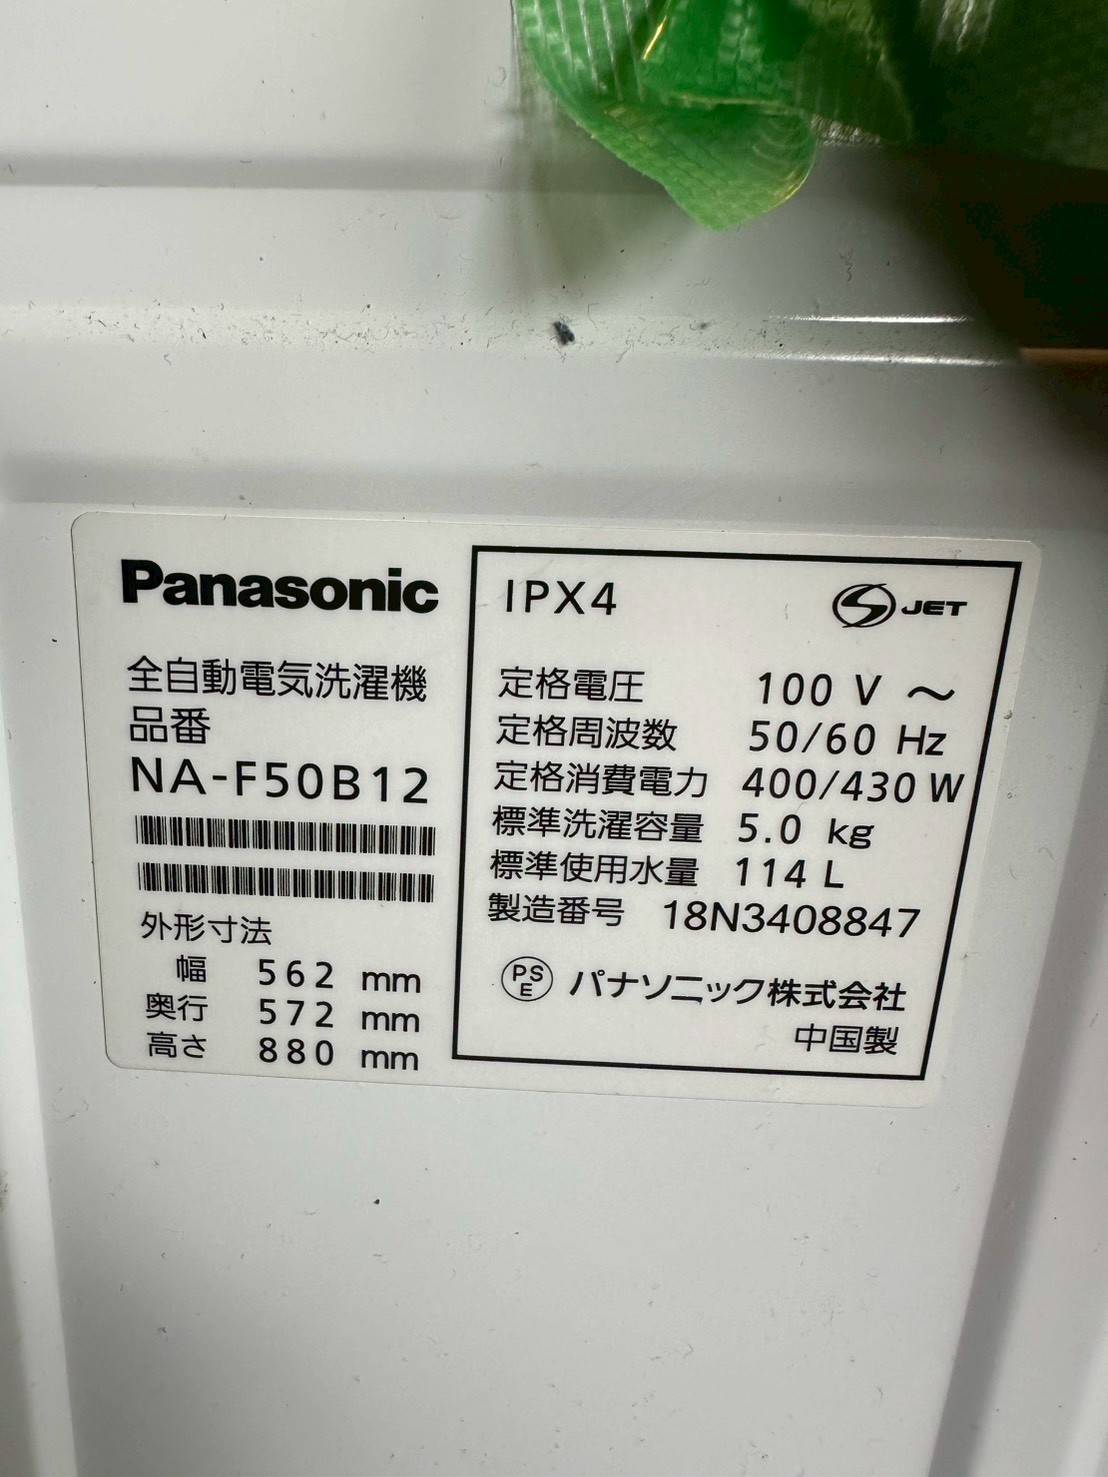 Panasonic
全自動電気洗濯機
品番
NA-F50B12
外形寸法
幅 562 mm
奥行 572 mm
高さ 880 mm
IPX4
S JET
定格電圧 100 V ～
定格周波数 50/60 Hz
定格消費電力 400/430 W
標準洗濯容量 5.0 kg
標準使用水量 114 L
製造番号 18N3408847
PSE パナソニック株式会社
中国製